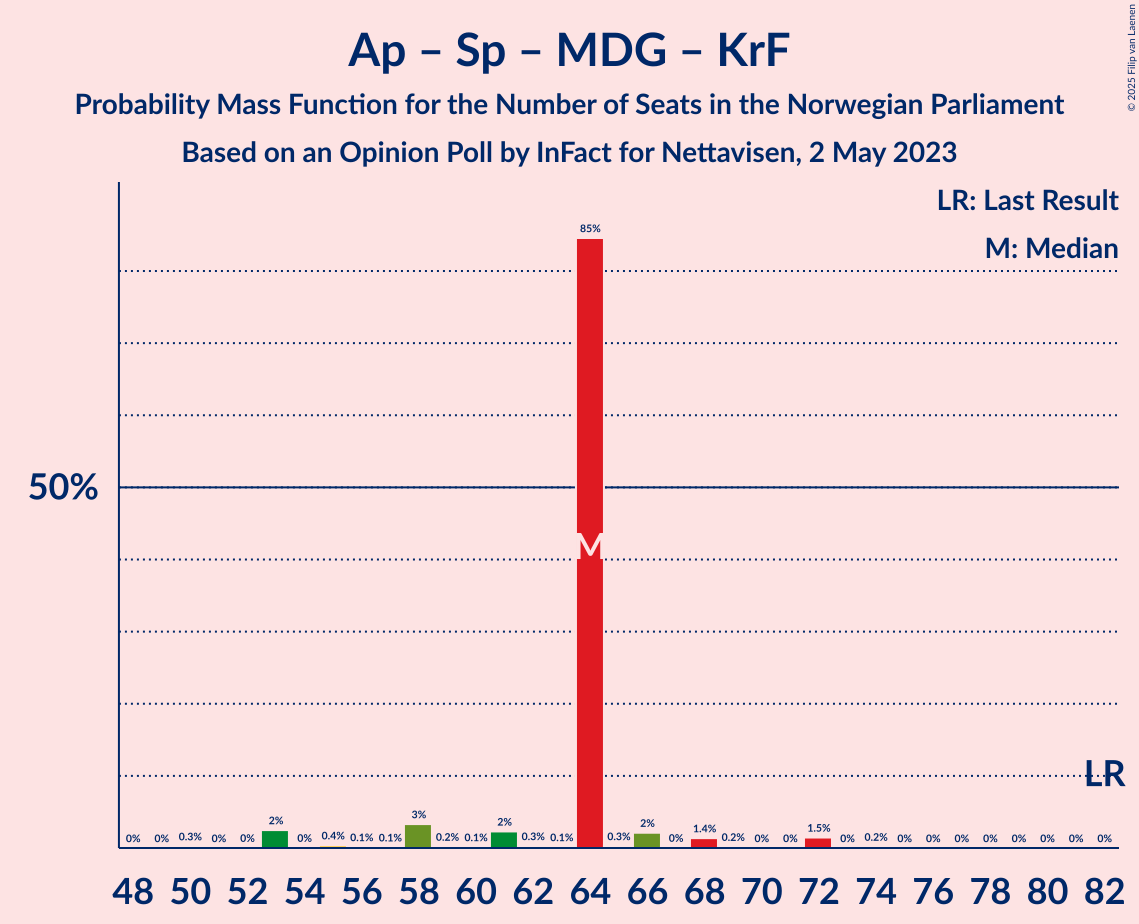 Ap – Sp – MDG – KrF
Probability Mass Function for the Number of Seats in the Norwegian Parliament
Based on an Opinion Poll by InFact for Nettavisen, 2 May 2023
© 2025 Filip van Laenen
LR: Last Result
M: Median
85%
50%
M
LR
0% 0% 0.3% 0% 0% 2% 0% 0.4% 0.1% 0.1% 3% 0.2% 0.1% 2% 0.3% 0.1% 0.3% 2% 0% 1.4% 0.2% 0% 0% 1.5% 0% 0.2% 0% 0% 0% 0% 0% 0% 0% 0%
48 50 52 54 56 58 60 62 64 66 68 70 72 74 76 78 80 82